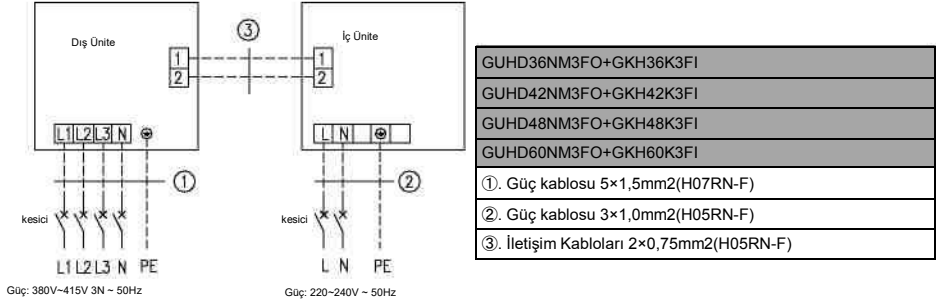 Dış Ünite
③
İç Ünite
1
2
1
2
L1 L2 L3 N
L N
①
②
kesici
kesici
L1 L2 L3 N PE
L N PE
Güç: 380V~415V 3N ~ 50Hz
Güç: 220~240V ~ 50Hz
GUHD36NM3FO+GKH36K3FI
GUHD42NM3FO+GKH42K3FI
GUHD48NM3FO+GKH48K3FI
GUHD60NM3FO+GKH60K3FI
①. Güç kablosu 5×1,5mm2(H07RN-F)
②. Güç kablosu 3×1,0mm2(H05RN-F)
③. İletişim Kabloları 2×0,75mm2(H05RN-F)